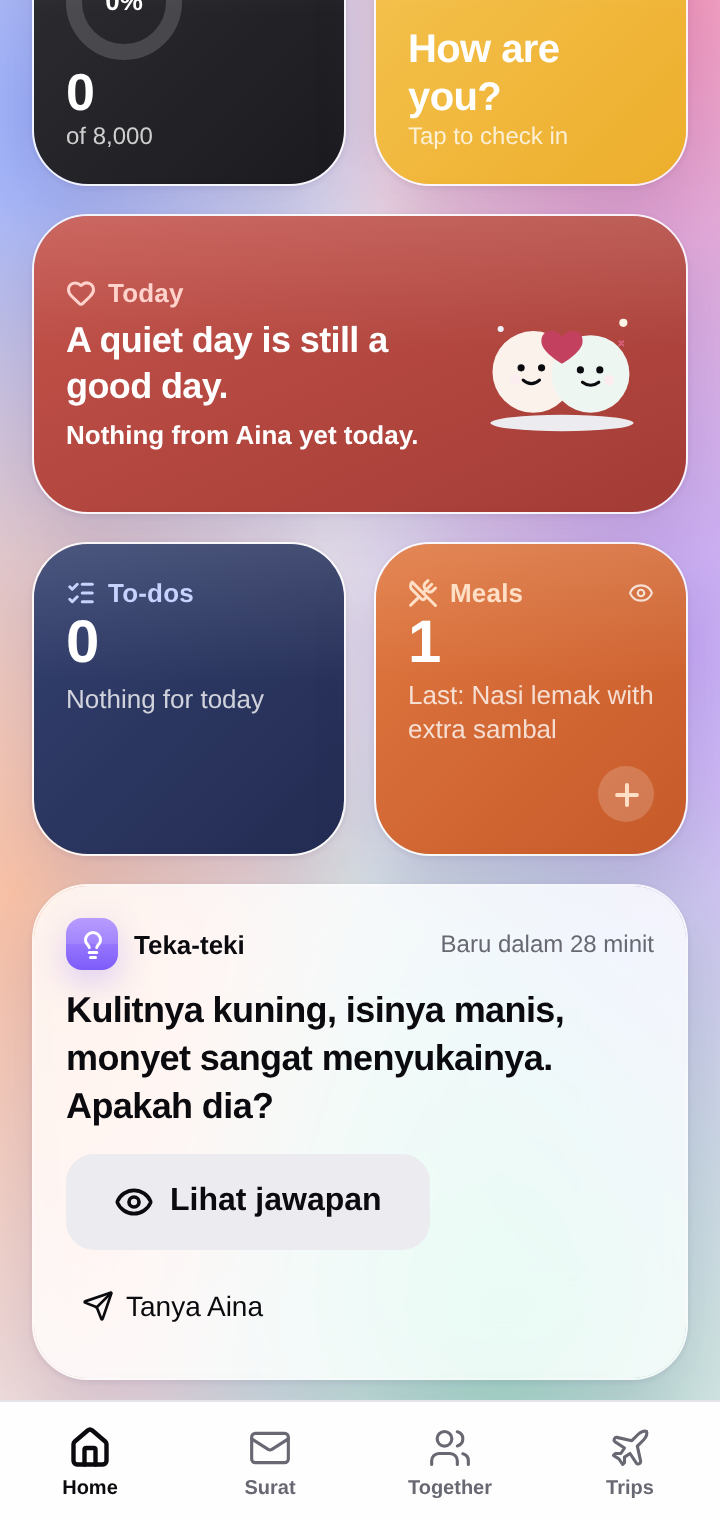 0%
0
of 8,000
How are
you?
Tap to check in
Today
A quiet day is still a
good day.
Nothing from Aina yet today.
To-dos
0
Nothing for today
Meals
1
Last: Nasi lemak with
extra sambal
Teka-teki
Baru dalam 28 minit
Kulitnya kuning, isinya manis,
monyet sangat menyukainya.
Apakah dia?
Lihat jawapan
Tanya Aina
Home
Surat
Together
Trips